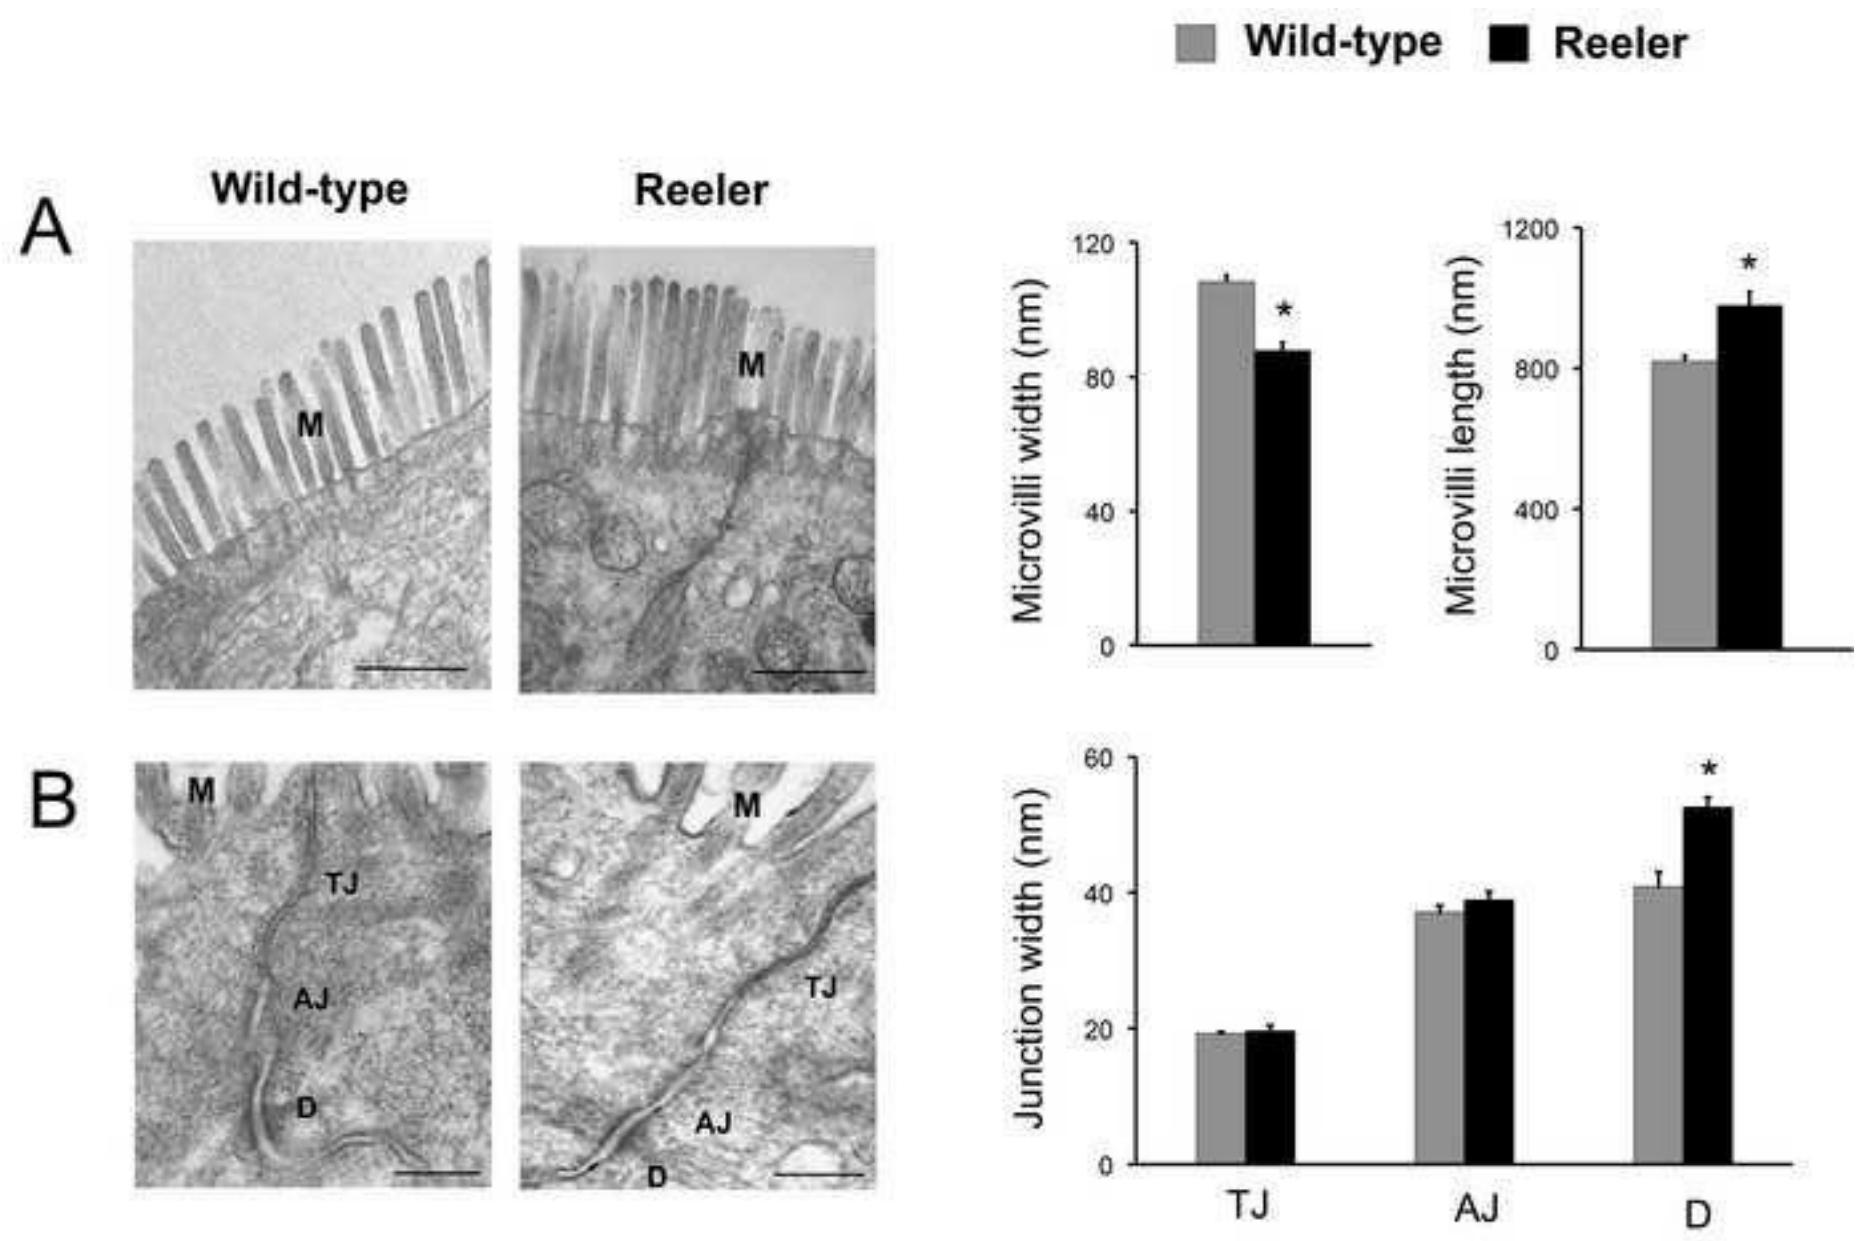 Wild-type Reeler
Wild-type Reeler
A
M
M
Microvilli width (nm)
120
80
40
0
*
Microvilli length (nm)
1200
800
400
0
*
B
M
TJ
AJ
D
M
TJ
AJ
D
Junction width (nm)
60
40
20
0
*
TJ AJ D